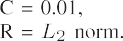 C = 0.01,
R = L₂ norm.